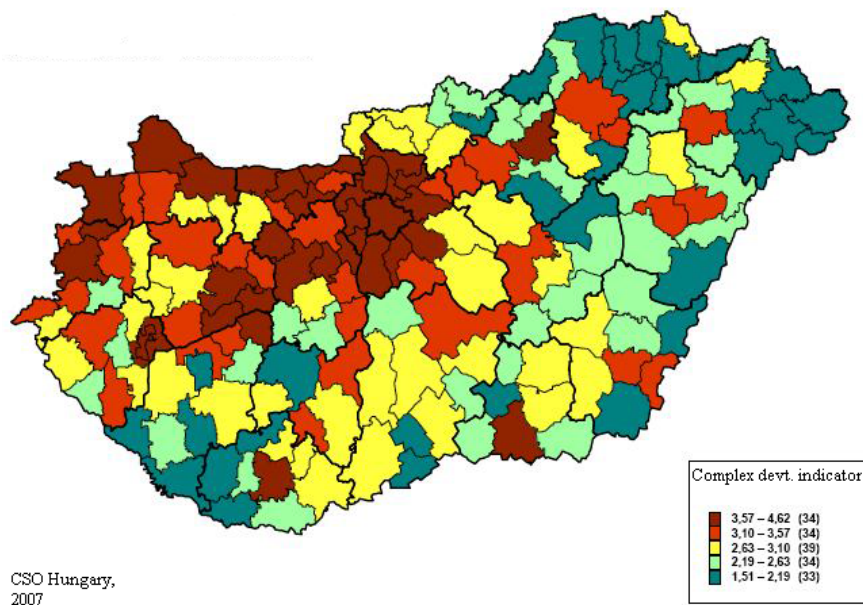 Complex devt. indicator
3,57 – 4,62 (34)
3,10 – 3,57 (34)
2,63 – 3,10 (39)
2,19 – 2,63 (34)
1,51 – 2,19 (33)
CSO Hungary,
2007